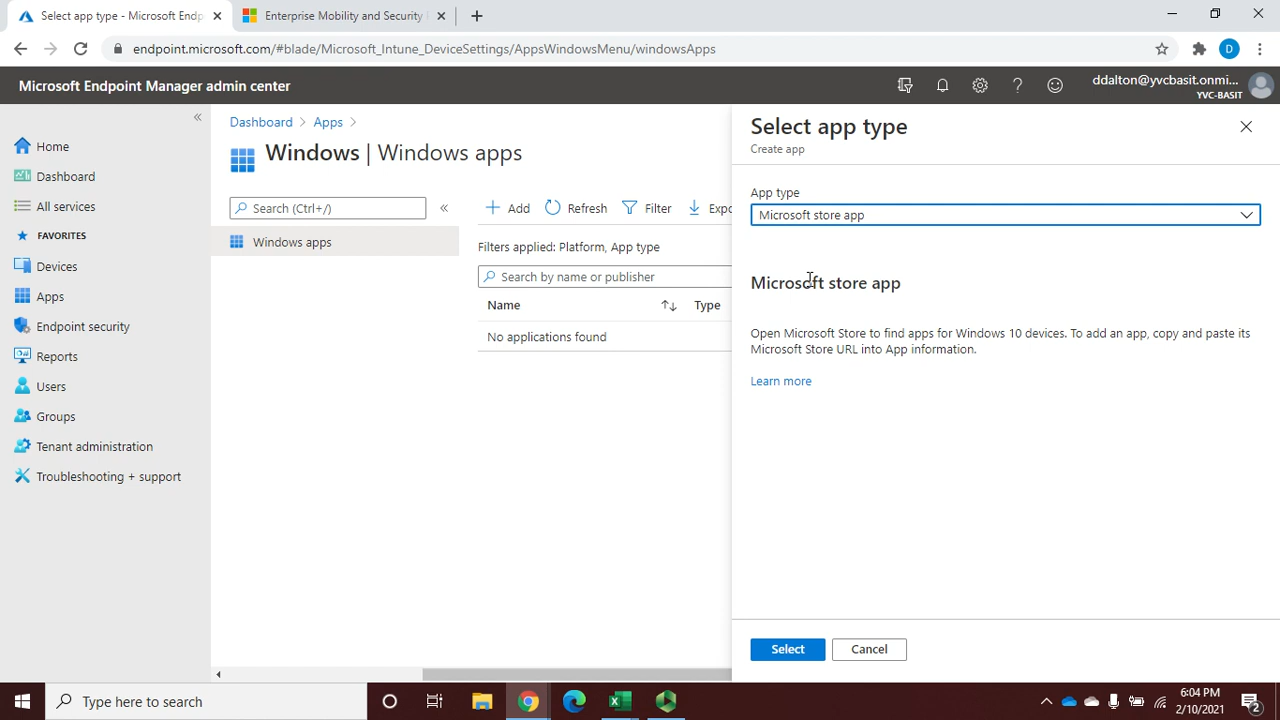 Select app type - Microsoft Endp
Enterprise Mobility and Security
endpoint.microsoft.com/#blade/Microsoft_Intune_DeviceSettings/AppsWindowsMenu/windowsApps
D
Microsoft Endpoint Manager admin center
ddalton@yvcbasit.onmi...
YVC-BASIT
Home
Dashboard
All services
FAVORITES
Devices
Apps
Endpoint security
Reports
Users
Groups
Tenant administration
Troubleshooting + support
Dashboard > Apps >
Windows | Windows apps
Search (Ctrl+/)
Windows apps
Add Refresh Filter Expo
Filters applied: Platform, App type
Search by name or publisher
Name Type
No applications found
Select app type
Create app
App type
Microsoft store app
Microsoft store app
Open Microsoft Store to find apps for Windows 10 devices. To add an app, copy and paste its
Microsoft Store URL into App information.
Learn more
Select Cancel
Type here to search
6:04 PM
2/10/2021
2